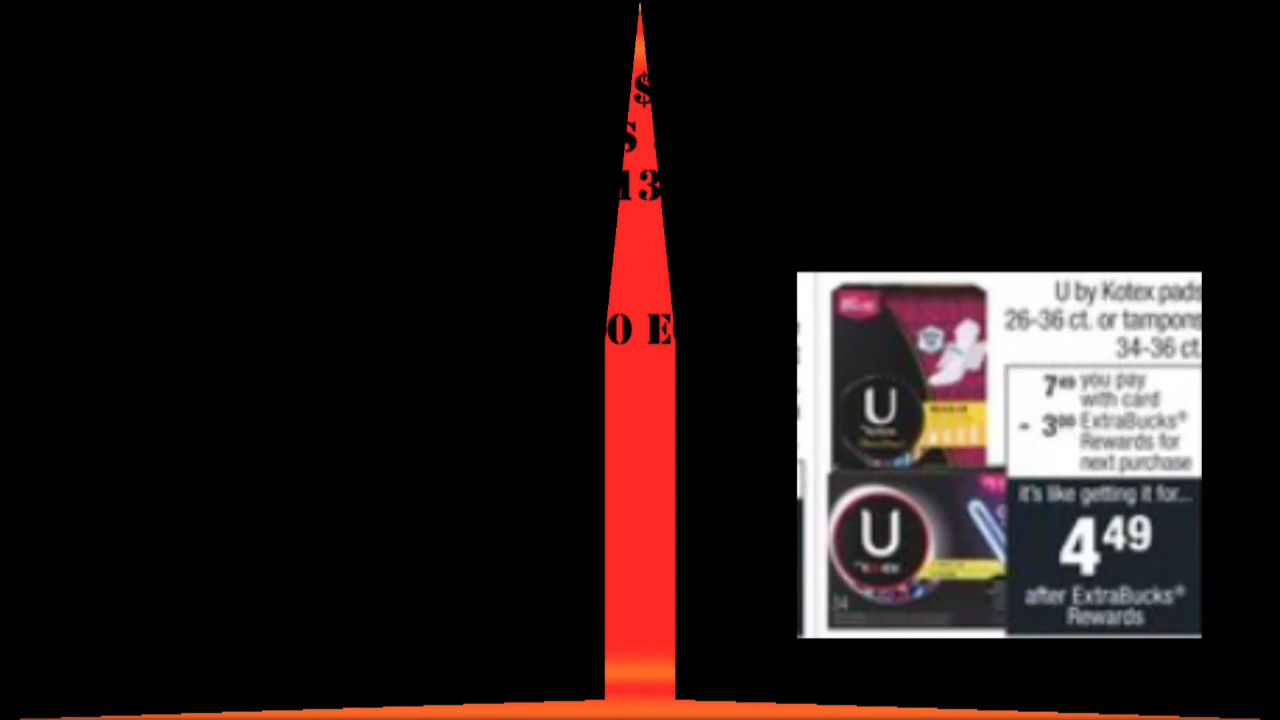 $
S
13
0 E
U by Kotex pads
26-36 ct. or tampons
34-36 ct.
7 49 you pay
with card
- 3 00 ExtraBucks®
Rewards for
next purchase
it's like getting it for...
4 49
after ExtraBucks®
Rewards
U
U